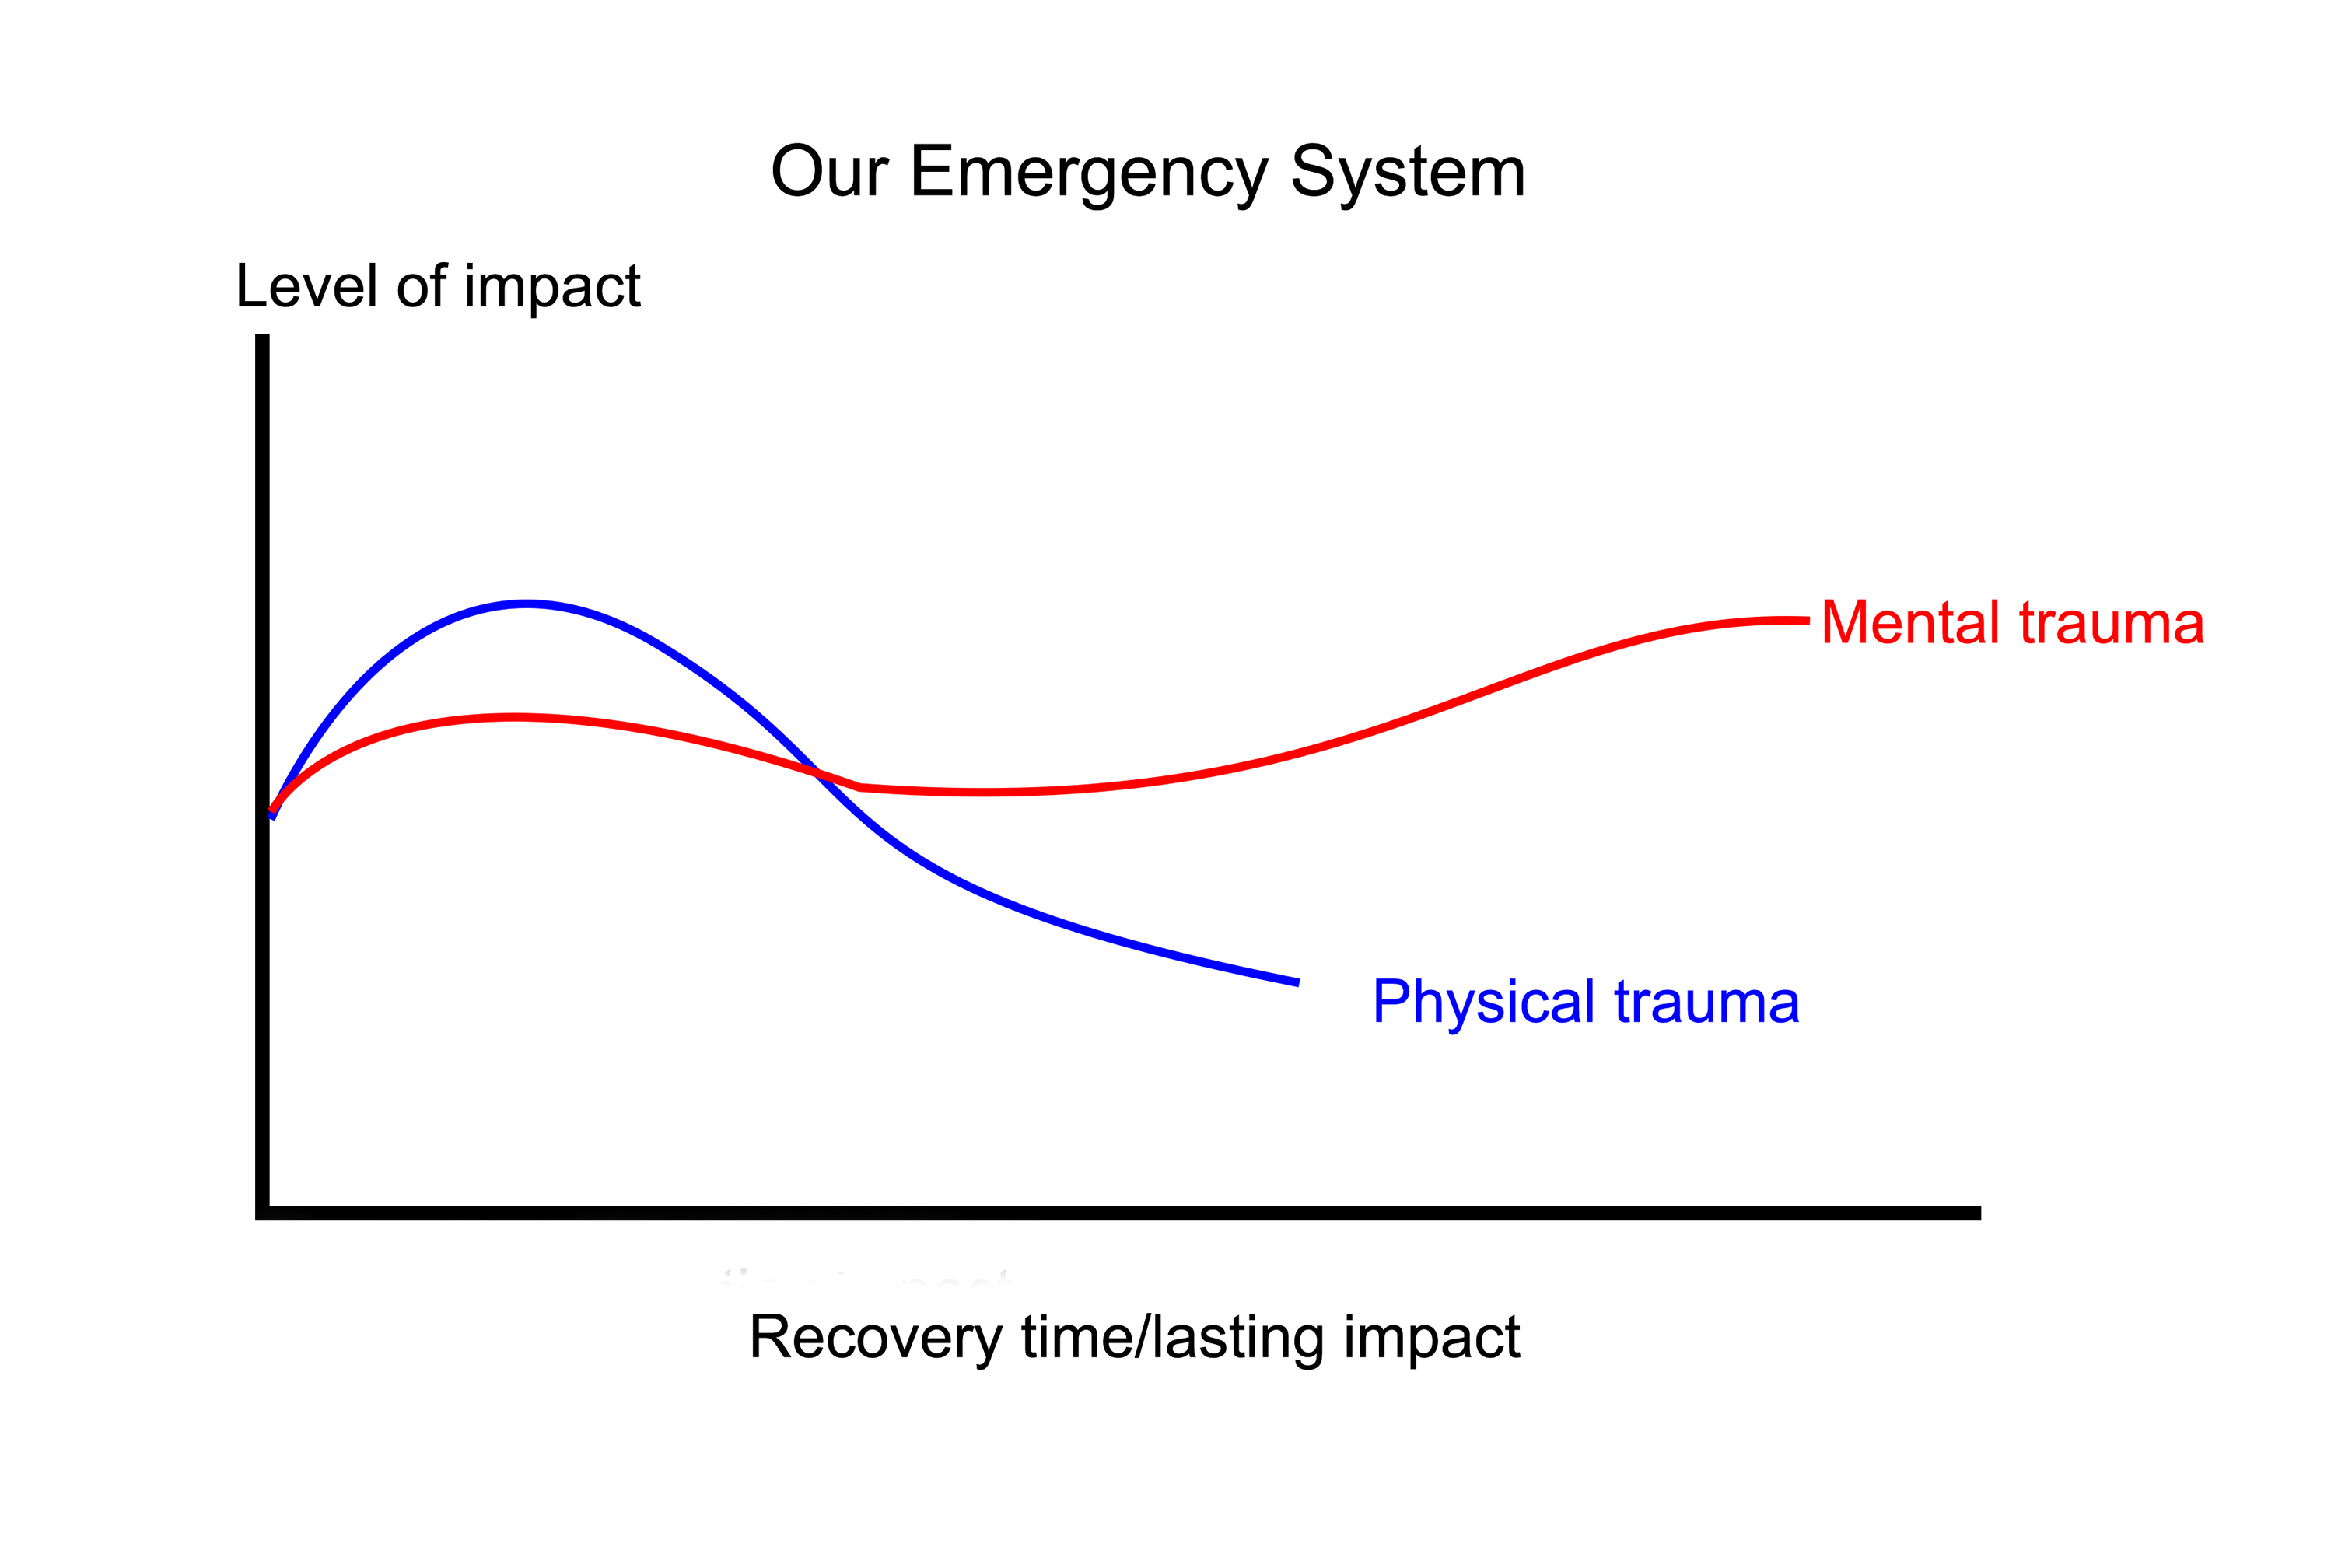 Our Emergency System
Level of impact
Mental trauma
Physical trauma
Recovery time/lasting impact